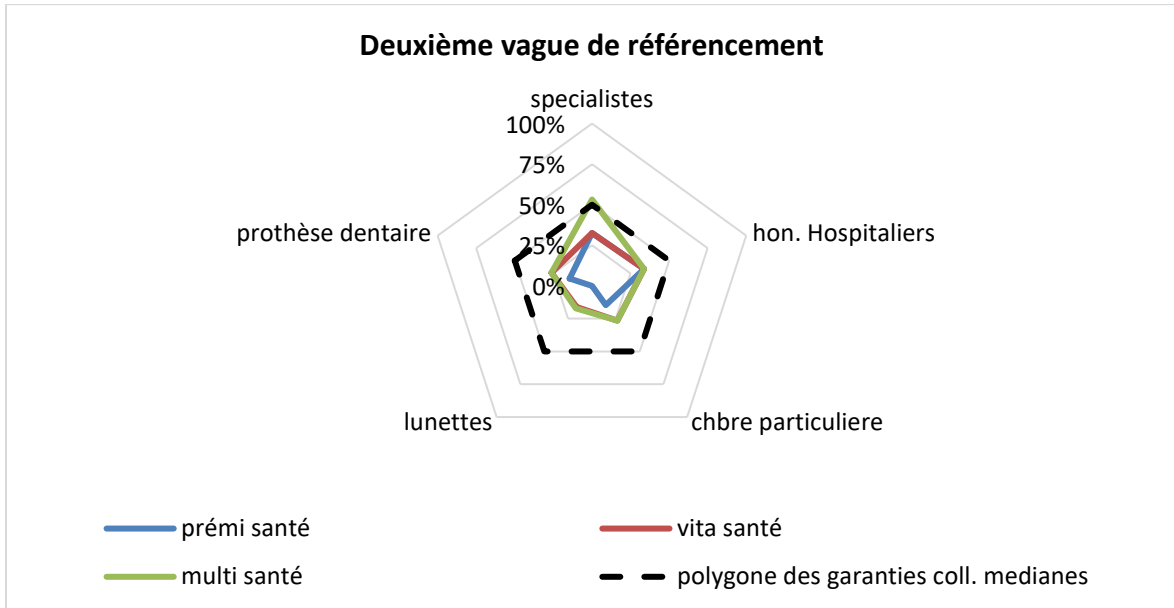 Deuxième vague de référencement
specialistes
100%
75%
50%
25%
0%
prothèse dentaire
hon. Hospitaliers
lunettes
chbre particuliere
prémi santé
vita santé
multi santé
polygone des garanties coll. medianes